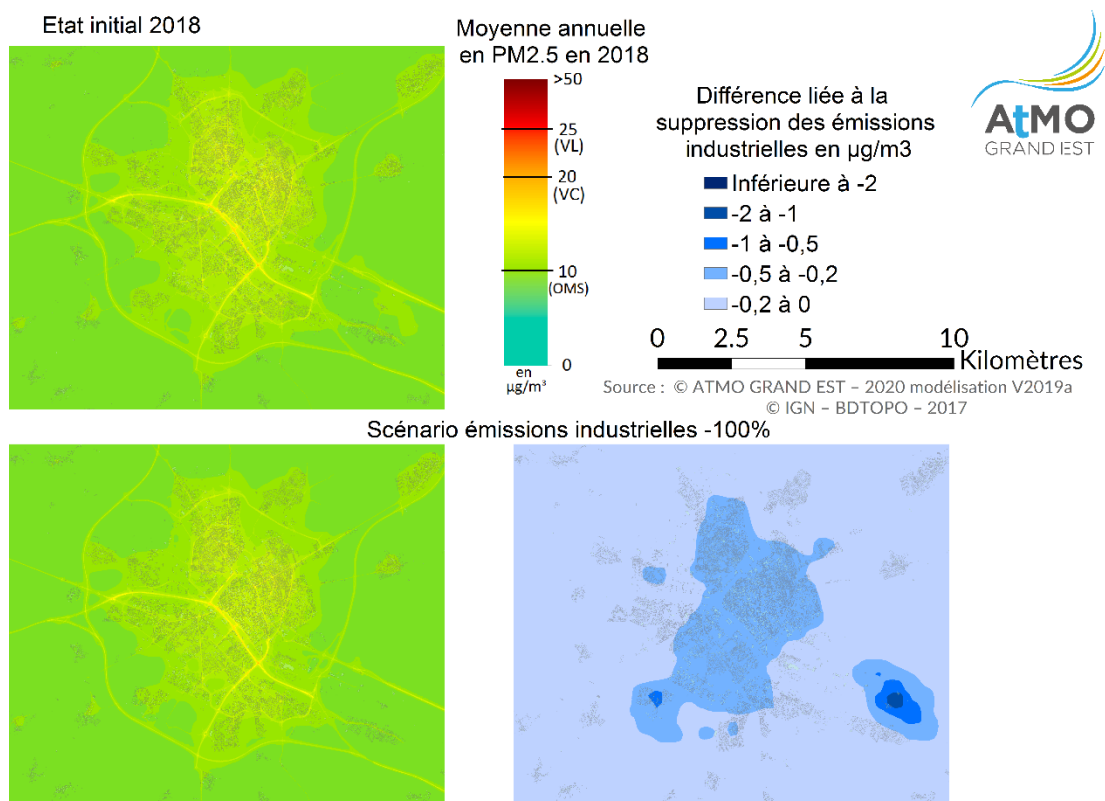 Etat initial 2018
Moyenne annuelle
en PM2.5 en 2018
>50
25
(VL)
20
(VC)
10
(OMS)
0
en
µg/m³
Différence liée à la
suppression des émissions
industrielles en µg/m3
Inférieure à -2
-2 à -1
-1 à -0,5
-0,5 à -0,2
-0,2 à 0
0 2.5 5 10
Kilomètres
Source : © ATMO GRAND EST – 2020 modélisation V2019a
© IGN – BDTOPO – 2017
AtMO
GRAND EST
Scénario émissions industrielles -100%